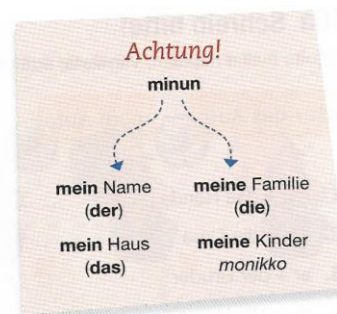 Achtung!
minun
mein Name
(der)
mein Haus
(das)
meine Familie
(die)
meine Kinder
monikko